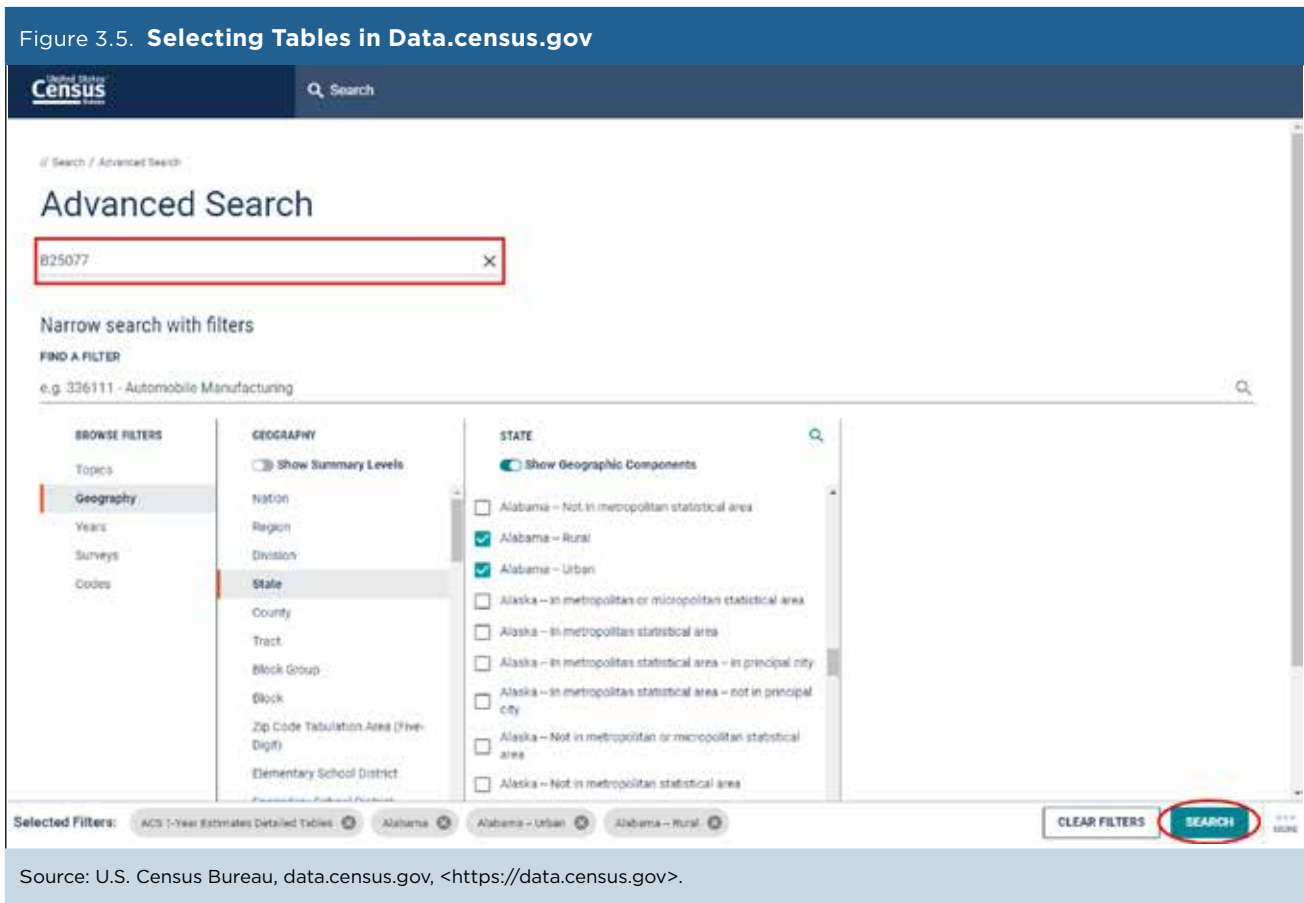 Figure 3.5. Selecting Tables in Data.census.gov
United States
Census
Bureau
Search
// Search / Advanced Search
Advanced Search
B25077
Narrow search with filters
FIND A FILTER
e.g. 336111 - Automobile Manufacturing
BROWSE FILTERS
Topics
Geography
Years
Surveys
Codes
GEOGRAPHY
Show Summary Levels
Nation
Region
Division
State
County
Tract
Block Group
Block
Zip Code Tabulation Area (Five-
Digit)
Elementary School District
STATE
Show Geographic Components
Alabama – Not in metropolitan statistical area
Alabama – Rural
Alabama – Urban
Alaska – In metropolitan or micropolitan statistical area
Alaska – In metropolitan statistical area
Alaska – In metropolitan statistical area – in principal city
Alaska – In metropolitan statistical area – not in principal
city
Alaska – Not in metropolitan or micropolitan statistical
area
Alaska – Not in metropolitan statistical area
Selected Filters:
ACS 1-Year Estimates Detailed Tables
Alabama
Alabama – Urban
Alabama – Rural
CLEAR FILTERS
SEARCH
MORE
Source: U.S. Census Bureau, data.census.gov, <https://data.census.gov>.